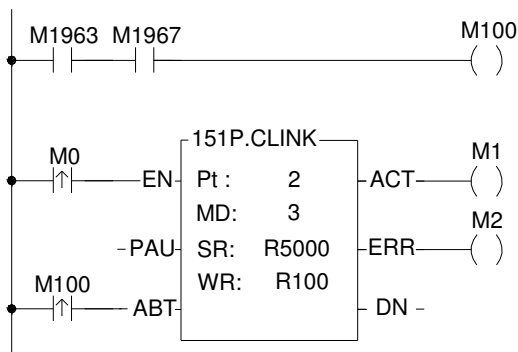 M1963 M1967 M100
151P.CLINK
M0 EN Pt : 2 ACT M1
MD: 3 M2
PAU SR: R5000 ERR
M100 WR: R100
ABT DN